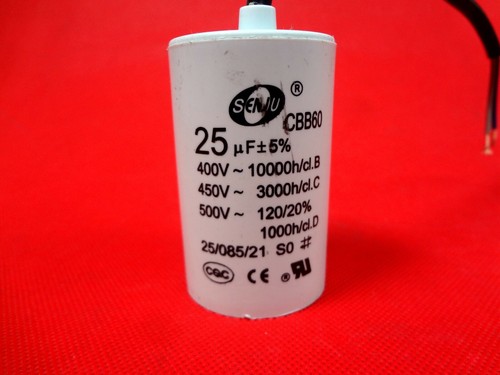 SENJU ®
CBB60
25 μF±5%
400V ~ 10000h/cl.B
450V ~ 3000h/cl.C
500V ~ 120/20%
1000h/cl.D
25/085/21 S0 #
CQC CE ® RU